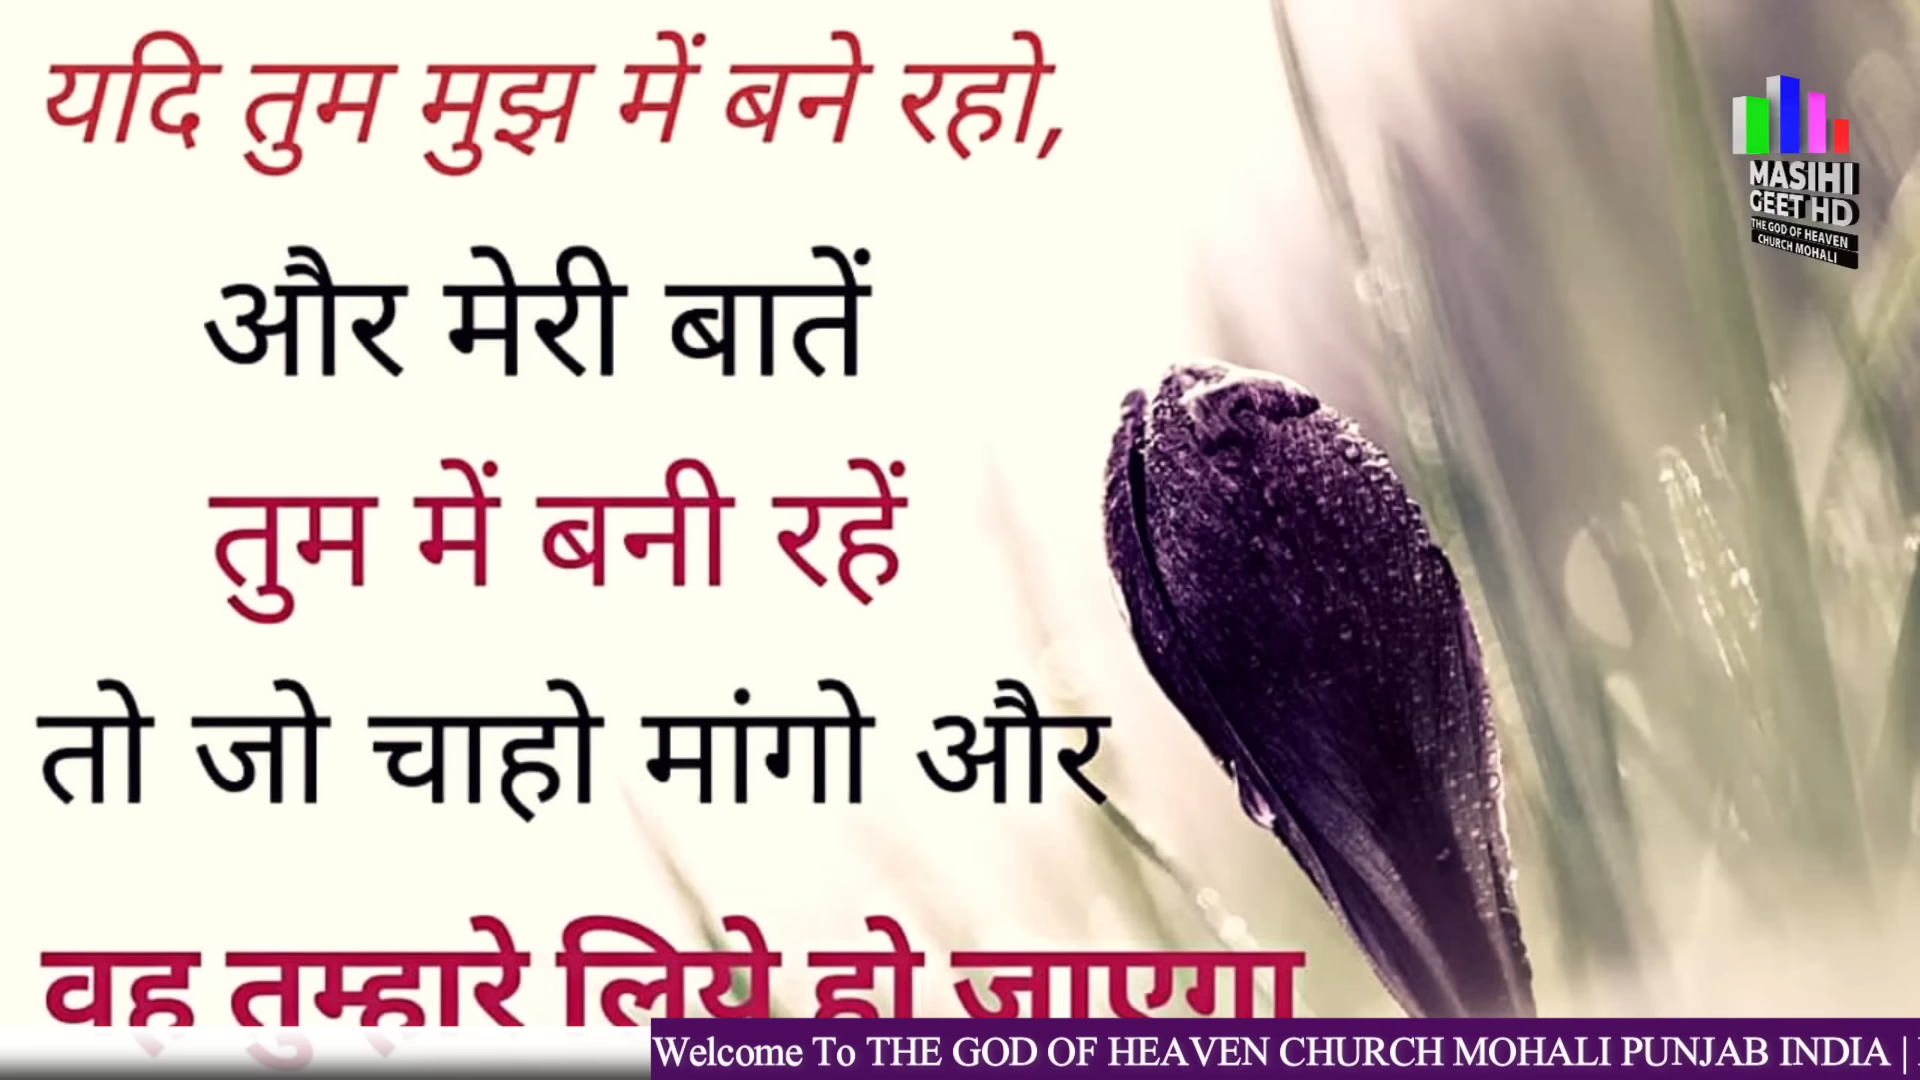 यदि तुम मुझ में बने रहो,
और मेरी बातें
तुम में बनी रहें
तो जो चाहो मांगो और
वह तुम्हारे लिये हो जाएगा
MASIHI
GEET HD
THE GOD OF HEAVEN
CHURCH MOHALI
Welcome To THE GOD OF HEAVEN CHURCH MOHALI PUNJAB INDIA |